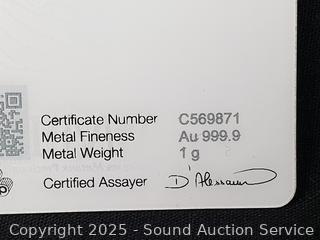 Certificate Number C569871
Metal Fineness Au 999.9
Metal Weight 1 g
Certified Assayer
Copyright © 2025 - Sound Auction Service